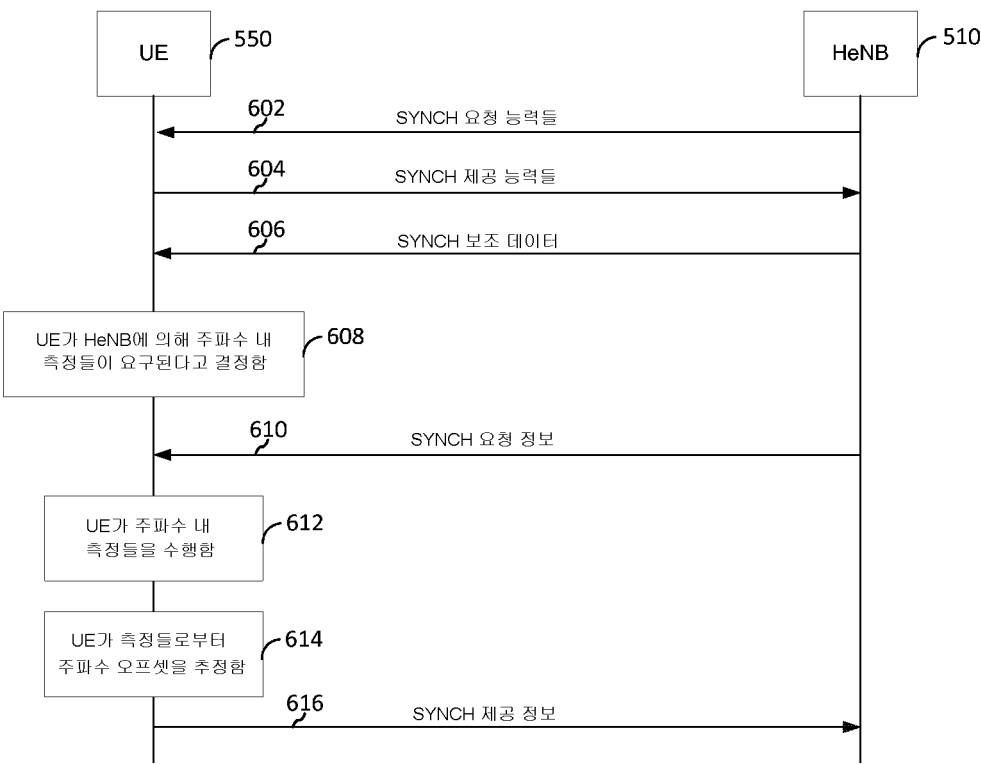 UE
550
HeNB
510
602
SYNCH 요청 능력들
604
SYNCH 제공 능력들
606
SYNCH 보조 데이터
UE가 HeNB에 의해 주파수 내
측정들이 요구된다고 결정함
608
610
SYNCH 요청 정보
UE가 주파수 내
측정들을 수행함
612
UE가 측정들로부터
주파수 오프셋을 추정함
614
616
SYNCH 제공 정보